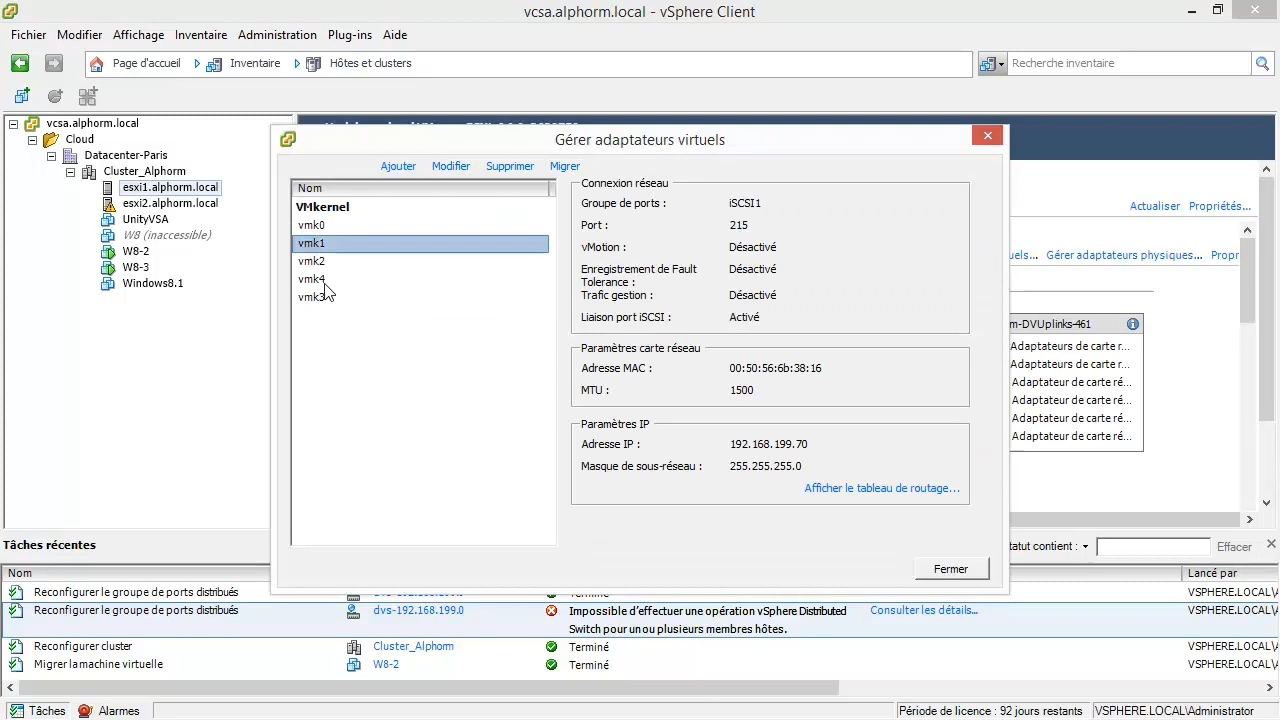 vcsa.alphorm.local - vSphere Client
Fichier Modifier Affichage Inventaire Administration Plug-ins Aide
Page d'accueil Inventaire Hôtes et clusters
Recherche inventaire
vcsa.alphorm.local
Cloud
Datacenter-Paris
Cluster_Alphorm
esxi1.alphorm.local
esxi2.alphorm.local
UnityVSA
W8 (inaccessible)
W8-2
W8-3
Windows8.1
Gérer adaptateurs virtuels
Ajouter Modifier Supprimer Migrer
Nom
VMkernel
vmk0
vmk1
vmk2
vmk4
vmk3
Connexion réseau
Groupe de ports : iSCSI1
Port : 215
vMotion : Désactivé
Enregistrement de Fault Tolerance : Désactivé
Trafic gestion : Désactivé
Liaison port iSCSI : Activé
Paramètres carte réseau
Adresse MAC : 00:50:56:6b:38:16
MTU : 1500
Paramètres IP
Adresse IP : 192.168.199.70
Masque de sous-réseau : 255.255.255.0
Afficher le tableau de routage...
Fermer
Actualiser Propriétés...
uels... Gérer adaptateurs physiques... Propr
m-DVUplinks-461
Adaptateurs de carte r...
Adaptateurs de carte r...
Adaptateur de carte ré...
Adaptateur de carte ré...
Adaptateur de carte ré...
Adaptateur de carte ré...
Tâches récentes
tatut contient : Effacer
Nom Lancé par
Reconfigurer le groupe de ports distribués dvs-192.168.199.0 Terminé VSPHERE.LOCAL\
Reconfigurer le groupe de ports distribués dvs-192.168.199.0 Impossible d'effectuer une opération vSphere Distributed Consulter les détails... VSPHERE.LOCAL\
Switch pour un ou plusieurs membres hôtes.
Reconfigurer cluster Cluster_Alphorm Terminé VSPHERE.LOCAL\
Migrer la machine virtuelle W8-2 Terminé VSPHERE.LOCAL\
Tâches Alarmes Période de licence : 92 jours restants VSPHERE.LOCAL\Administrator